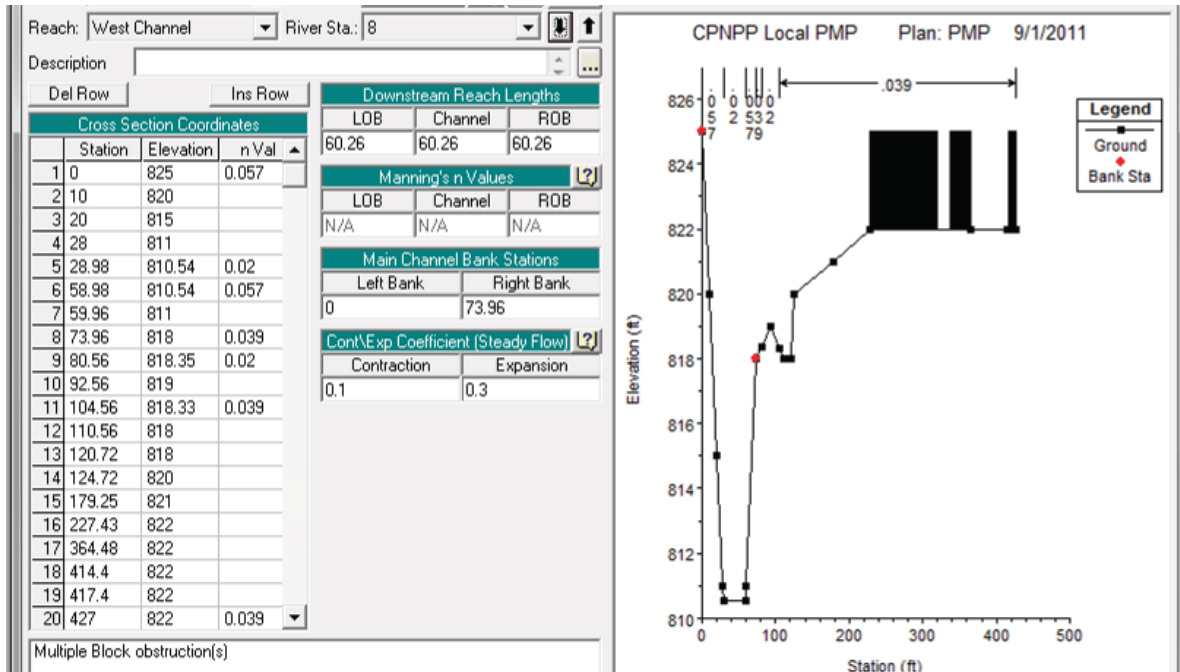 Reach: West Channel River Sta.: 8
Description ...
Del Row Ins Row
Cross Section Coordinates
Station Elevation n Val
1 0 825 0.057
2 10 820
3 20 815
4 28 811
5 28.98 810.54 0.02
6 58.98 810.54 0.057
7 59.96 811
8 73.96 818 0.039
9 80.56 818.35 0.02
10 92.56 819
11 104.56 818.33 0.039
12 110.56 818
13 120.72 818
14 124.72 820
15 179.25 821
16 227.43 822
17 364.48 822
18 414.4 822
19 417.4 822
20 427 822 0.039
Multiple Block obstruction(s)
Downstream Reach Lengths
LOB Channel ROB
60.26 60.26 60.26
Manning's n Values
LOB Channel ROB
N/A N/A N/A
Main Channel Bank Stations
Left Bank Right Bank
0 73.96
Cont\Exp Coefficient (Steady Flow)
Contraction Expansion
0.1 0.3
CPNPP Local PMP Plan: PMP 9/1/2011
.039
Legend
Ground
Bank Sta
826
824
822
820
818
816
814
812
810
Elevation (ft)
0 100 200 300 400 500
Station (ft)